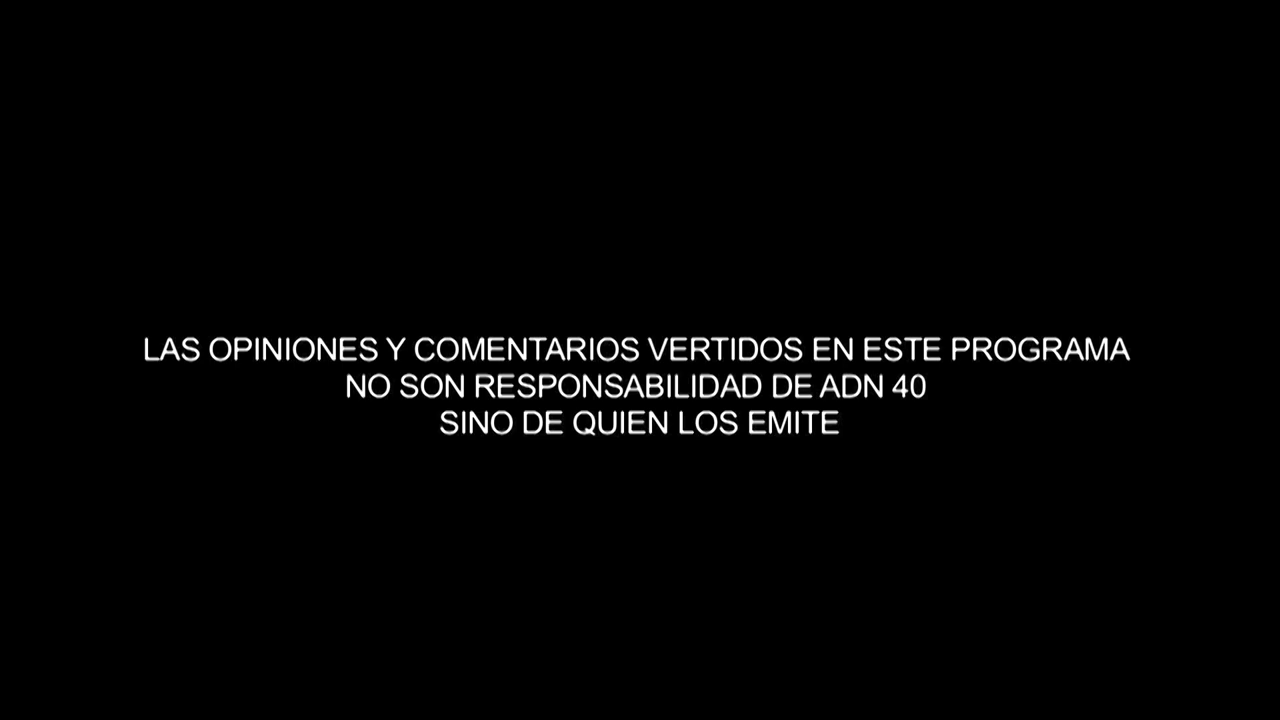 LAS OPINIONES Y COMENTARIOS VERTIDOS EN ESTE PROGRAMA
NO SON RESPONSABILIDAD DE ADN 40
SINO DE QUIEN LOS EMITE